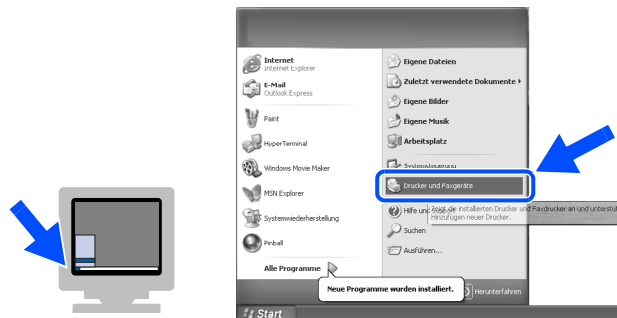 Internet
Internet Explorer
E-Mail
Outlook Express
Paint
HyperTerminal
Windows Movie Maker
MSN Explorer
Systemwiederherstellung
Pinball
Alle Programme
Eigene Dateien
Zuletzt verwendete Dokumente
Eigene Bilder
Eigene Musik
Arbeitsplatz
Systemsteuerung
Drucker und Faxgeräte
Hilfe und
Zeigt die installierten Drucker und Faxdrucker an und unterstü
Hinzufügen neuer Drucker.
Suchen
Ausführen...
Neue Programme wurden installiert.
Herunterfahren
Start